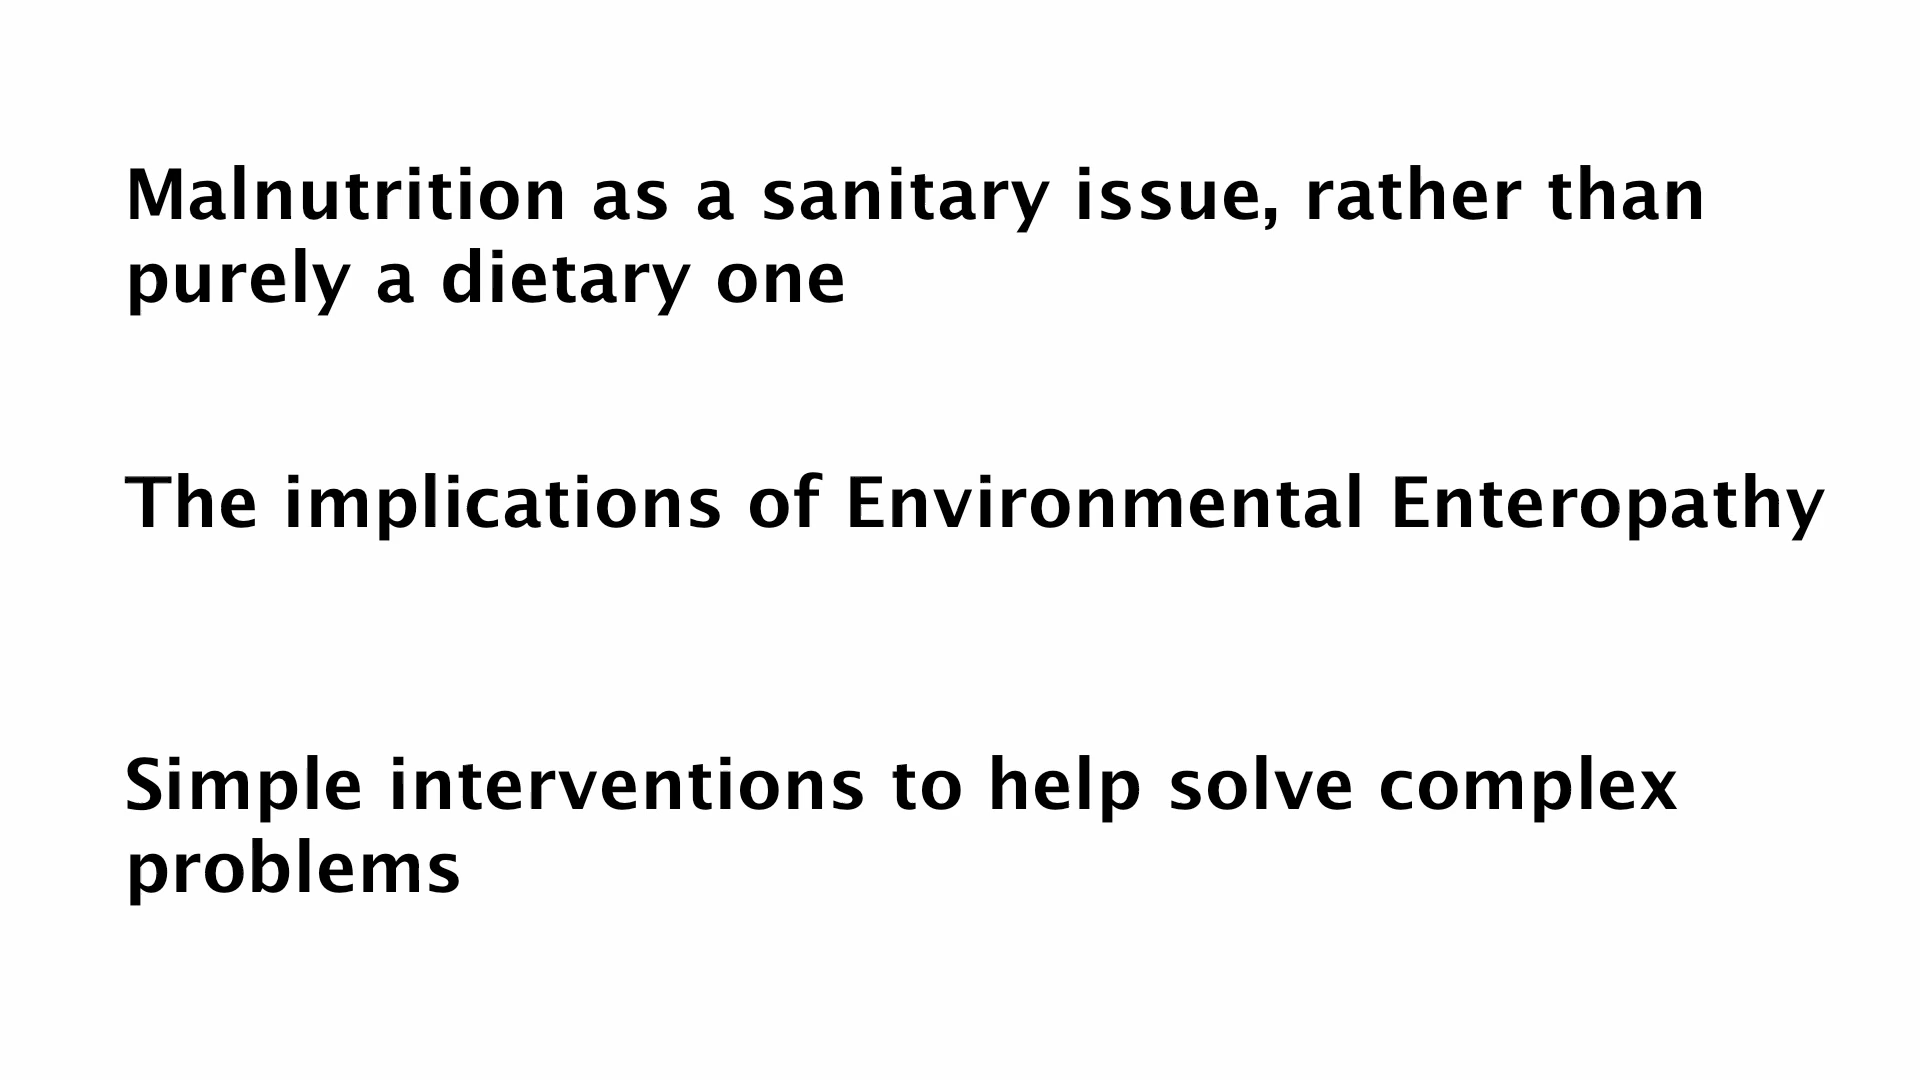 Malnutrition as a sanitary issue, rather than
purely a dietary one
The implications of Environmental Enteropathy
Simple interventions to help solve complex
problems